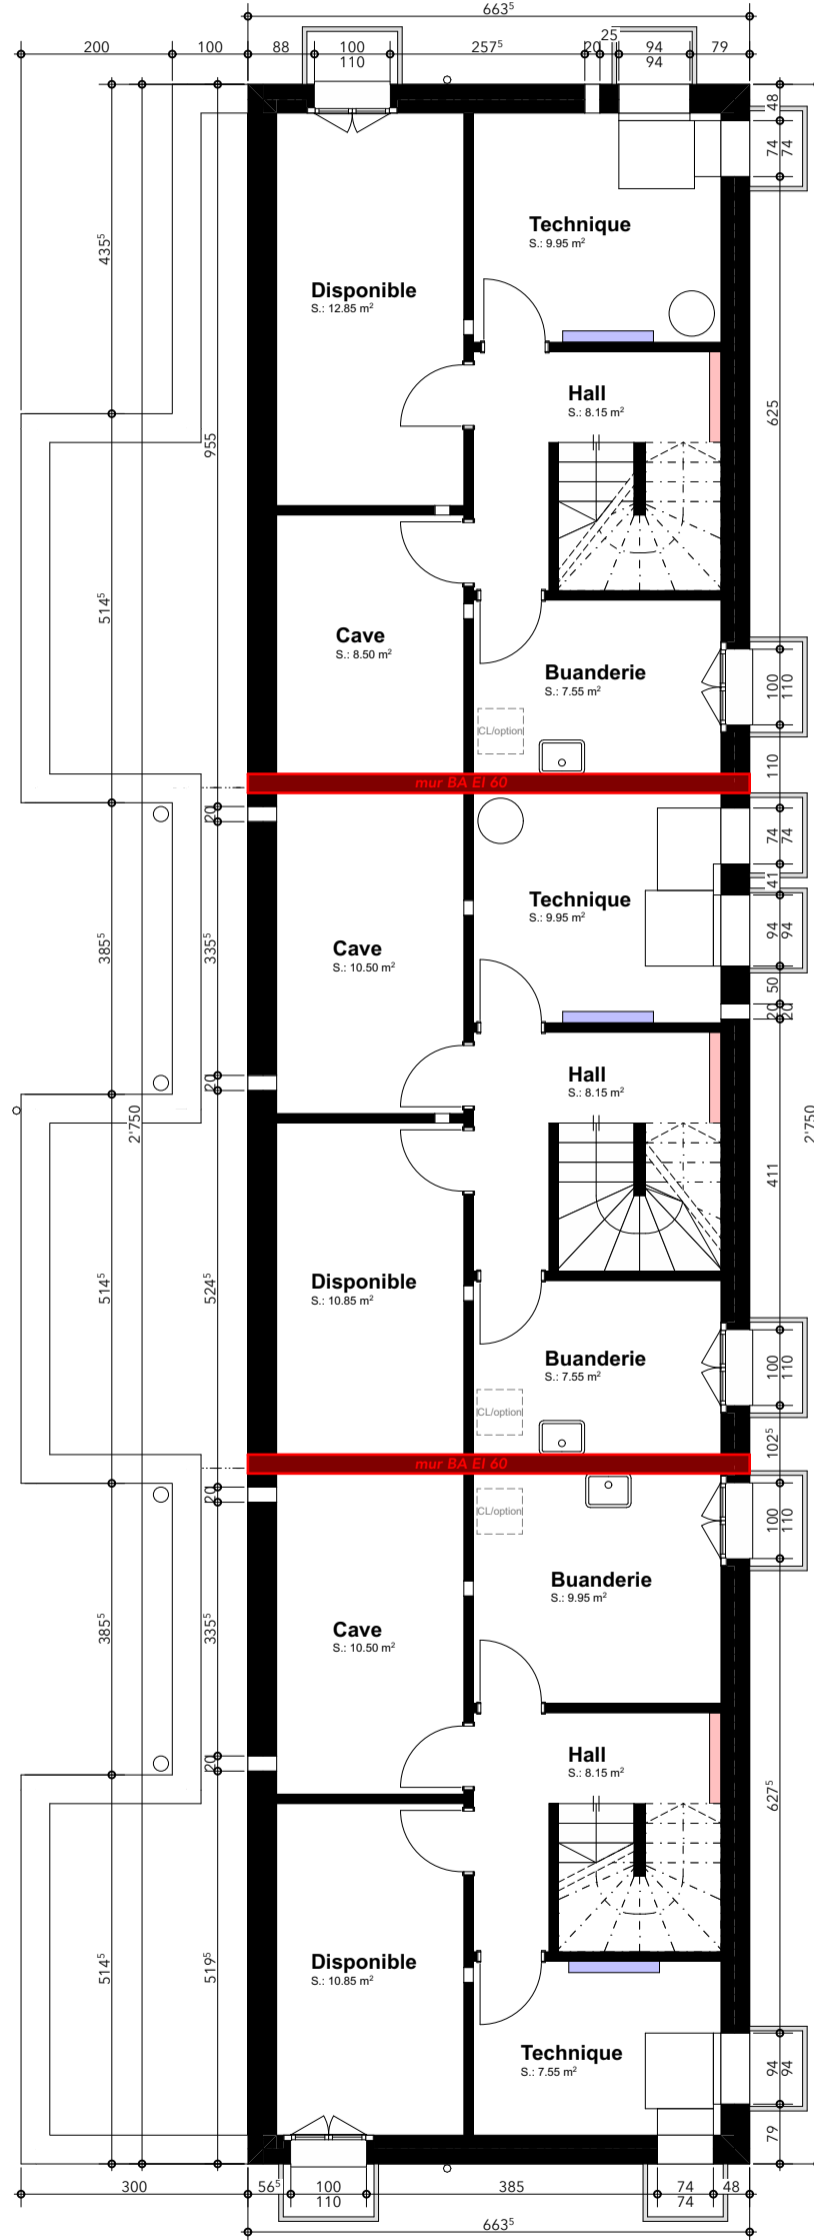 663⁵
200 100 88 100 257⁵ 20 25 94 79
110 94
48
74
74
435⁵
Technique
S.: 9.95 m²
Disponible
S.: 12.85 m²
Hall
S.: 8.15 m²
625
955
514⁵
Cave
S.: 8.50 m²
Buanderie
S.: 7.55 m²
100
110
CL/option
110
mur BA EI 60
20
74
74
41
Technique
S.: 9.95 m²
Cave
S.: 10.50 m²
385⁵
335⁵
94
94
50
20
20
20
Hall
S.: 8.15 m²
2'750
2'750
411
Disponible
S.: 10.85 m²
514⁵
524⁵
Buanderie
S.: 7.55 m²
100
110
CL/option
102⁵
mur BA EI 60
20
CL/option
100
110
Buanderie
S.: 9.95 m²
Cave
S.: 10.50 m²
385⁵
335⁵
20
Hall
S.: 8.15 m²
627⁵
Disponible
S.: 10.85 m²
514⁵
519⁵
Technique
S.: 7.55 m²
94
94
79
300 56⁵ 100 385 74 48
110 74
663⁵